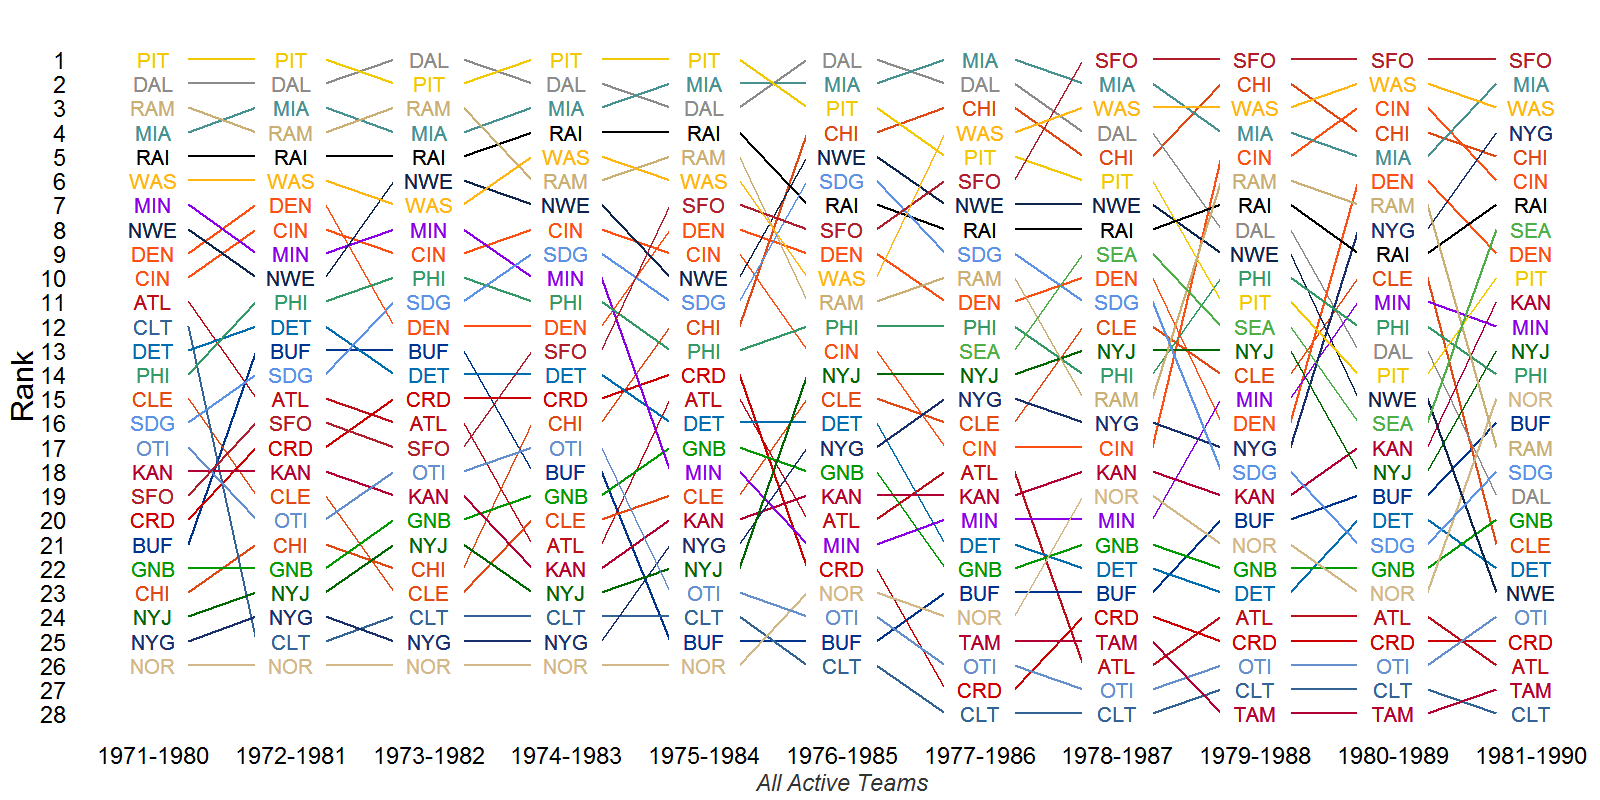 1 PIT PIT DAL PIT PIT DAL MIA SFO SFO SFO SFO
2 DAL DAL PIT DAL MIA MIA DAL MIA CHI WAS MIA
3 RAM MIA RAM MIA DAL PIT CHI WAS WAS CIN WAS
4 MIA RAM MIA RAI RAI CHI WAS DAL MIA CHI NYG
5 RAI RAI RAI WAS RAM NWE PIT CHI CIN MIA CHI
6 WAS WAS NWE RAM WAS SDG SFO PIT RAM DEN CIN
7 MIN DEN WAS NWE SFO RAI NWE NWE RAI RAM RAI
8 NWE CIN MIN CIN DEN SFO RAI RAI DAL NYG SEA
9 DEN MIN CIN SDG CIN DEN SDG SEA NWE RAI DEN
10 CIN NWE PHI MIN NWE WAS RAM DEN PHI CLE PIT
11 ATL PHI SDG PHI SDG RAM DEN SDG PIT MIN KAN
12 CLT DET DEN DEN CHI PHI PHI CLE SEA PHI MIN
13 DET BUF BUF SFO PHI CIN SEA NYJ NYJ DAL NYJ
14 PHI SDG DET DET CRD NYJ NYJ PHI CLE PIT PHI
15 CLE ATL CRD CRD ATL CLE NYG RAM MIN NWE NOR
16 SDG SFO ATL CHI DET DET CLE NYG DEN SEA BUF
17 OTI CRD SFO OTI GNB NYG CIN CIN NYG KAN RAM
18 KAN KAN OTI BUF MIN GNB ATL KAN SDG NYJ SDG
19 SFO CLE KAN GNB CLE KAN KAN NOR KAN BUF DAL
20 CRD OTI GNB CLE KAN ATL MIN MIN BUF DET GNB
21 BUF CHI NYJ ATL NYG MIN DET GNB NOR SDG CLE
22 GNB GNB CHI KAN NYJ CRD GNB DET GNB GNB DET
23 CHI NYJ CLE NYJ OTI NOR BUF BUF DET NOR NWE
24 NYJ NYG CLT CLT CLT OTI NOR CRD ATL ATL OTI
25 NYG CLT NYG NYG BUF BUF TAM TAM CRD CRD CRD
26 NOR NOR NOR NOR NOR CLT OTI ATL OTI OTI ATL
27 CRD OTI CLT CLT TAM
28 CLT CLT TAM TAM CLT
Rank
1971-1980 1972-1981 1973-1982 1974-1983 1975-1984 1976-1985 1977-1986 1978-1987 1979-1988 1980-1989 1981-1990
All Active Teams